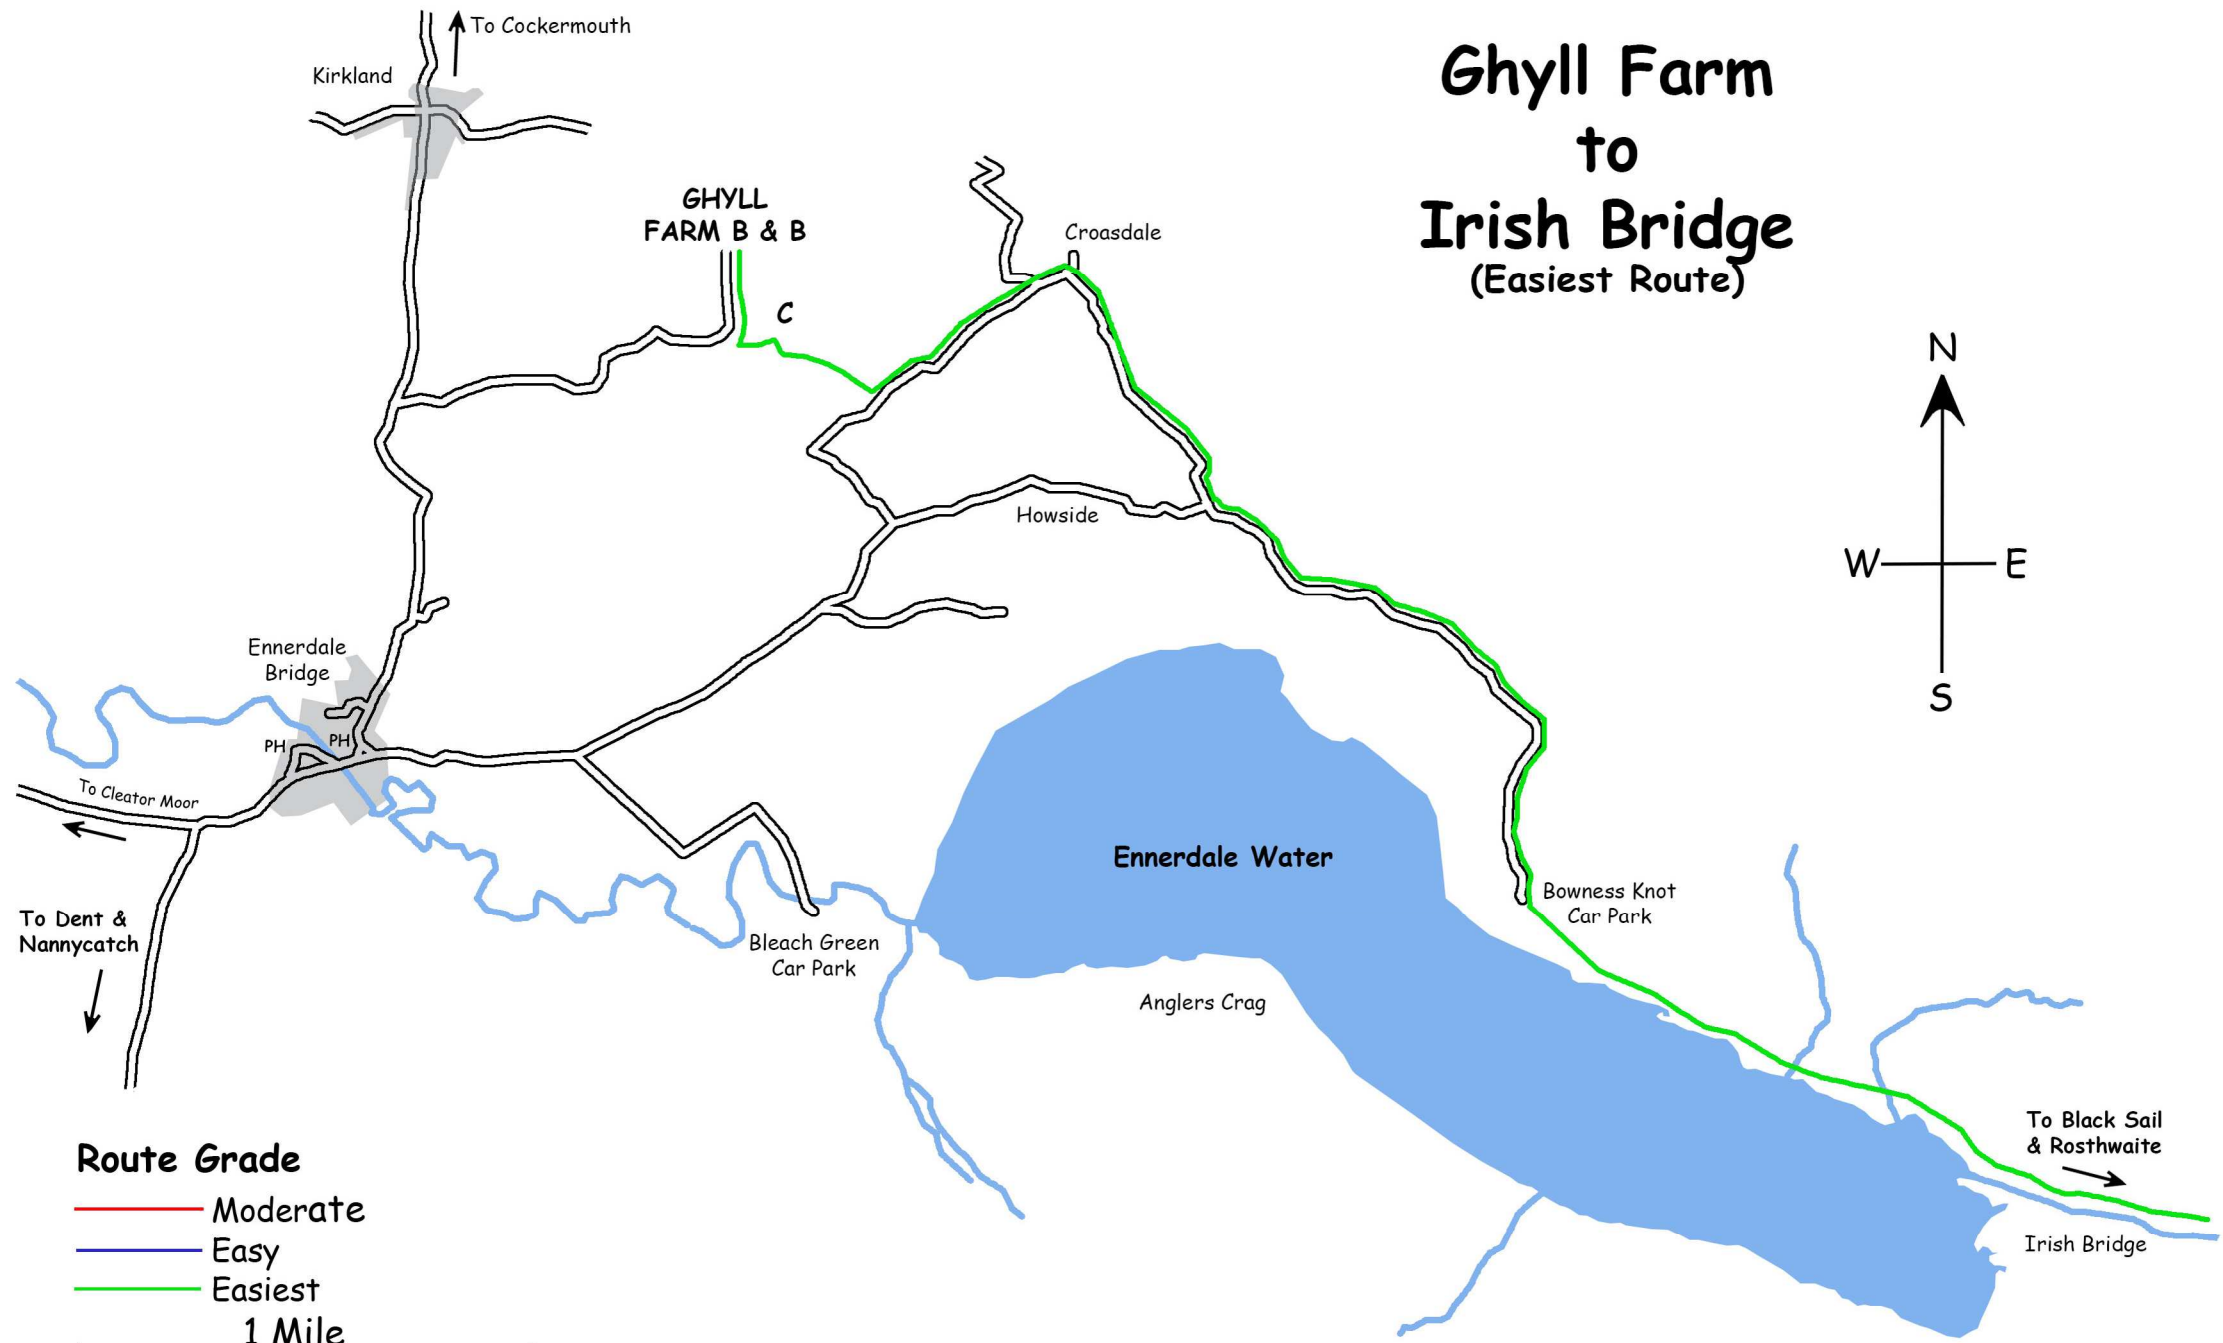 To Cockermouth
Kirkland
Ghyll Farm
to
Irish Bridge
(Easiest Route)
GHYLL
FARM B & B
Croasdale
C
N
W
E
S
Howside
Ennerdale
Bridge
PH
PH
To Cleator Moor
Ennerdale Water
Bowness Knot
Car Park
To Dent &
Nannycatch
Bleach Green
Car Park
Anglers Crag
To Black Sail
& Rosthwaite
Irish Bridge
Route Grade
Moderate
Easy
Easiest
1 Mile